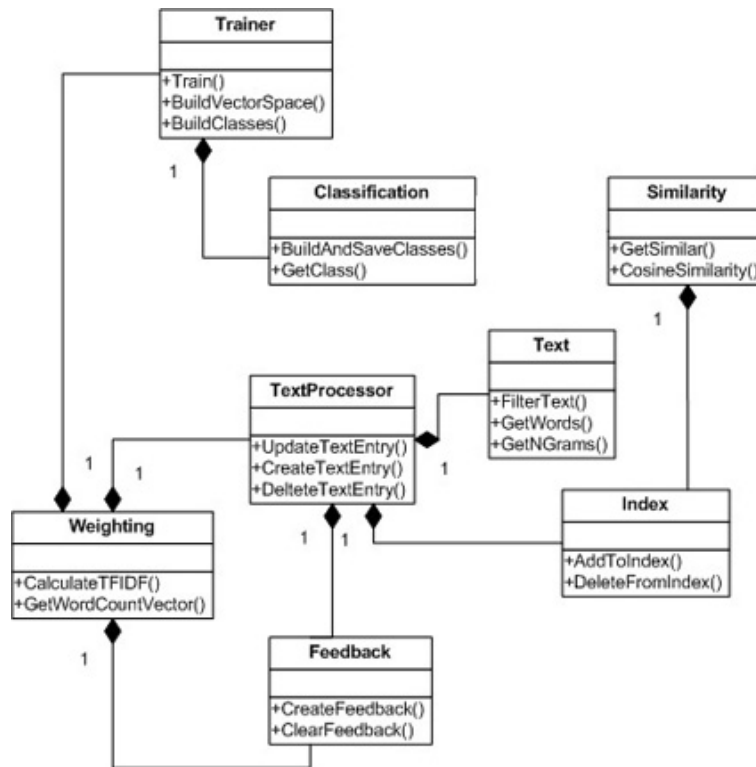 Trainer
+Train()
+BuildVectorSpace()
+BuildClasses()
1
Classification
+BuildAndSaveClasses()
+GetClass()
Similarity
+GetSimilar()
+CosineSimilarity()
1
Text
+FilterText()
+GetWords()
+GetNGrams()
TextProcessor
+UpdateTextEntry()
+CreateTextEntry()
+DelteteTextEntry()
1
1
1
Weighting
+CalculateTFIDF()
+GetWordCountVector()
1
1
1
Index
+AddToIndex()
+DeleteFromIndex()
1
Feedback
+CreateFeedback()
+ClearFeedback()